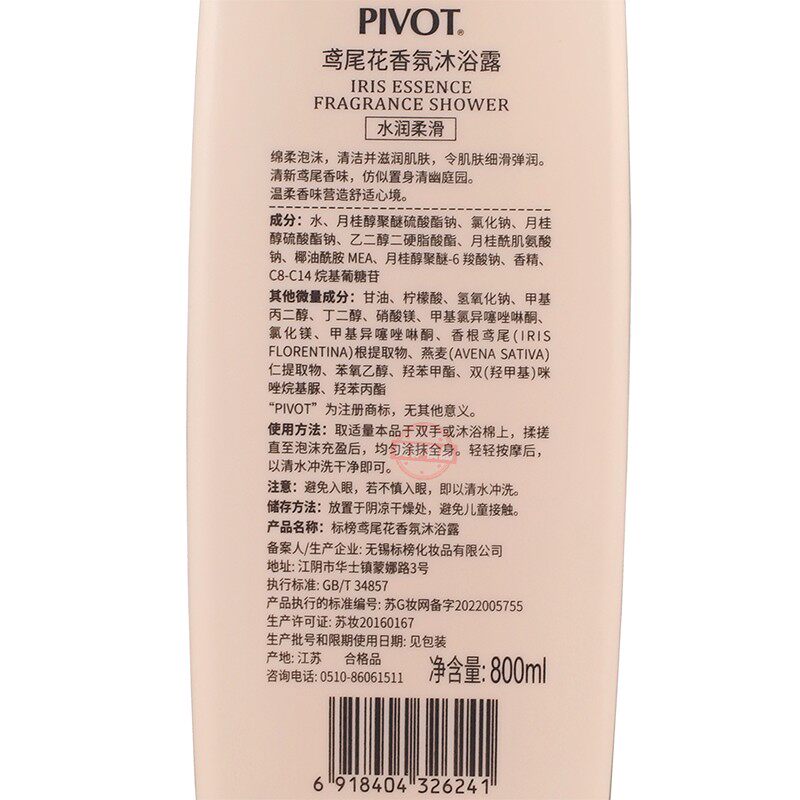 PIVOT®
鸢尾花香氛沐浴露
IRIS ESSENCE
FRAGRANCE SHOWER
水润柔滑
绵柔泡沫，清洁并滋润肌肤，令肌肤细滑弹润。
清新鸢尾香味，仿似置身清幽庭园。
温柔香味营造舒适心境。
成分：水、月桂醇聚醚硫酸酯钠、氯化钠、月桂
醇硫酸酯钠、乙二醇二硬脂酸酯、月桂酰肌氨酸
钠、椰油酰胺 MEA、月桂醇聚醚-6 羧酸钠、香精、
C8-C14 烷基葡糖苷
其他微量成分：甘油、柠檬酸、氢氧化钠、甲基
丙二醇、丁二醇、硝酸镁、甲基氯异噻唑啉酮、
氯化镁、甲基异噻唑啉酮、香根鸢尾(IRIS
FLORENTINA)根提取物、燕麦(AVENA SATIVA)
仁提取物、苯氧乙醇、羟苯甲酯、双(羟甲基)咪
唑烷基脲、羟苯丙酯
“PIVOT”为注册商标，无其他意义。
使用方法：取适量本品于双手或沐浴棉上，揉搓
直至泡沫充盈后，均匀涂抹全身。轻轻按摩后，
以清水冲洗干净即可。
注意：避免入眼，若不慎入眼，即以清水冲洗。
储存方法：放置于阴凉干燥处，避免儿童接触。
产品名称：标榜鸢尾花香氛沐浴露
备案人/生产企业: 无锡标榜化妆品有限公司
地址: 江阴市华士镇蒙娜路3号
执行标准: GB/T 34857
产品执行的标准编号: 苏G妆网备字2022005755
生产许可证: 苏妆20160167
生产批号和限期使用日期: 见包装
产地: 江苏 合格品
咨询电话: 0510-86061511
净含量: 800ml
6 918404 326241